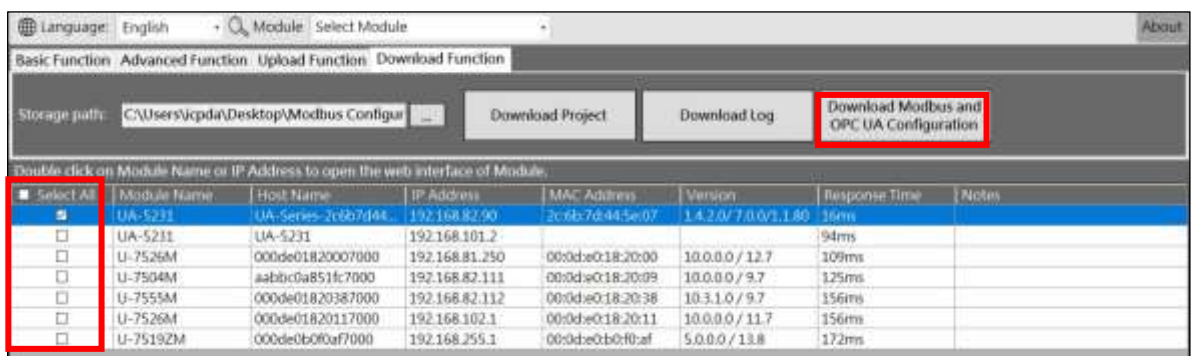 Language: English Module Select Module About
Basic Function Advanced Function Upload Function Download Function
Storage path: C:\Users\icpda\Desktop\Modbus Configur ... Download Project Download Log Download Modbus and
OPC UA Configuration
Double click on Module Name or IP Address to open the web interface of Module.
Select All Module Name Host Name IP Address MAC Address Version Response Time Notes
UA-5231 UA-Series-2c6b7d44... 192.168.82.90 2c:6b:7d:44:5e:07 1.4.2.0/ 7.0.0/1.1.80 16ms
UA-5231 UA-5231 192.168.101.2 94ms
U-7526M 000de01820007000 192.168.81.250 00:0d:e0:18:20:00 10.0.0.0 / 12.7 109ms
U-7504M aabbc0a851fc7000 192.168.82.111 00:0d:e0:18:20:09 10.0.0.0 / 9.7 125ms
U-7555M 000de01820387000 192.168.82.112 00:0d:e0:18:20:38 10.3.1.0 / 9.7 156ms
U-7526M 000de01820117000 192.168.102.1 00:0d:e0:18:20:11 10.0.0.0 / 11.7 156ms
U-7519ZM 000de0b0f0af7000 192.168.255.1 00:0d:e0:b0:f0:af 5.0.0.0 / 13.8 172ms